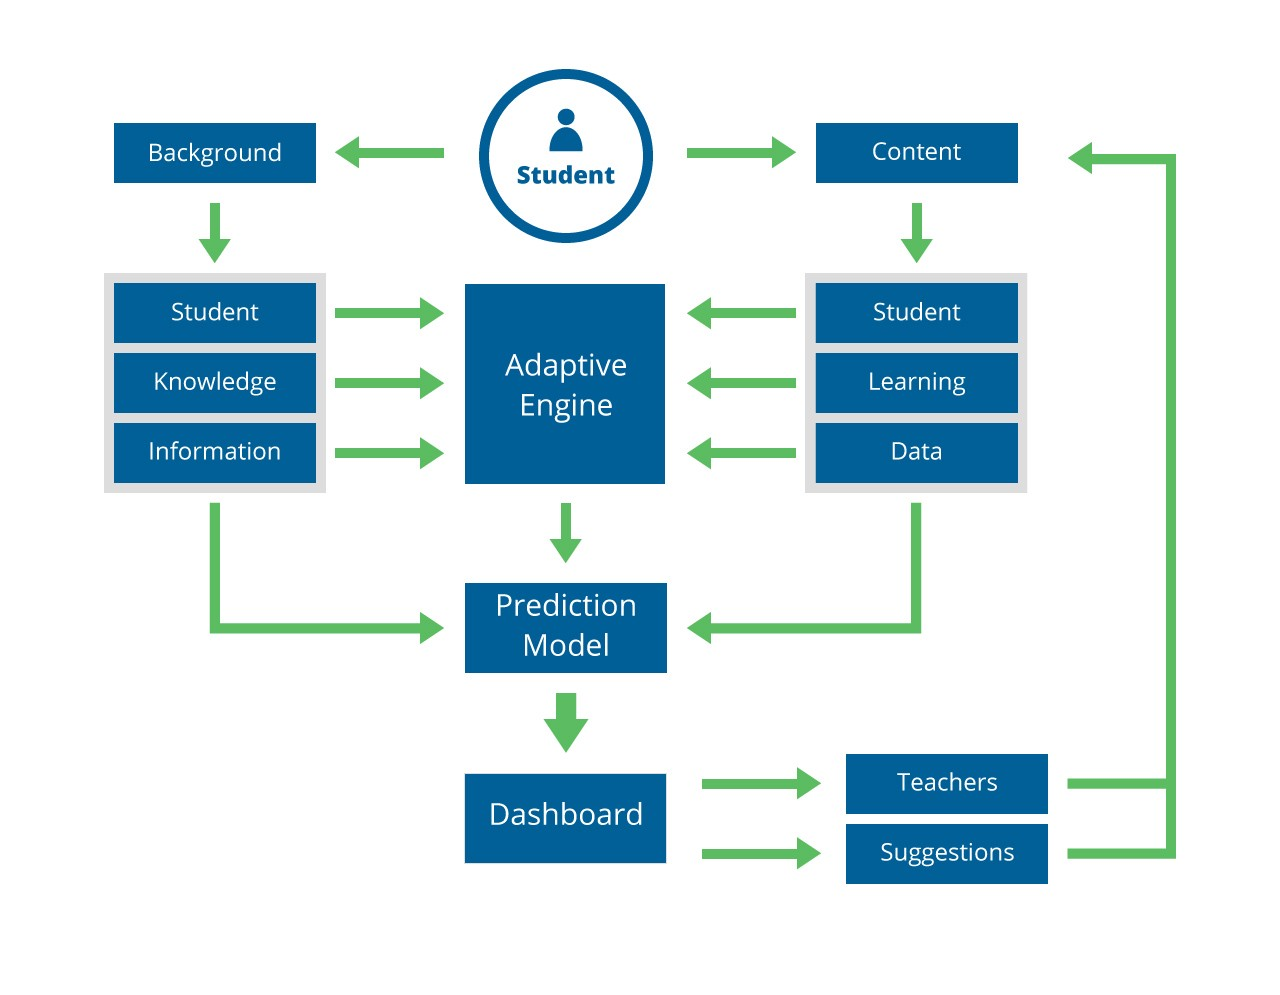 Background
Student
Content
Student
Knowledge
Information
Adaptive
Engine
Student
Learning
Data
Prediction
Model
Dashboard
Teachers
Suggestions